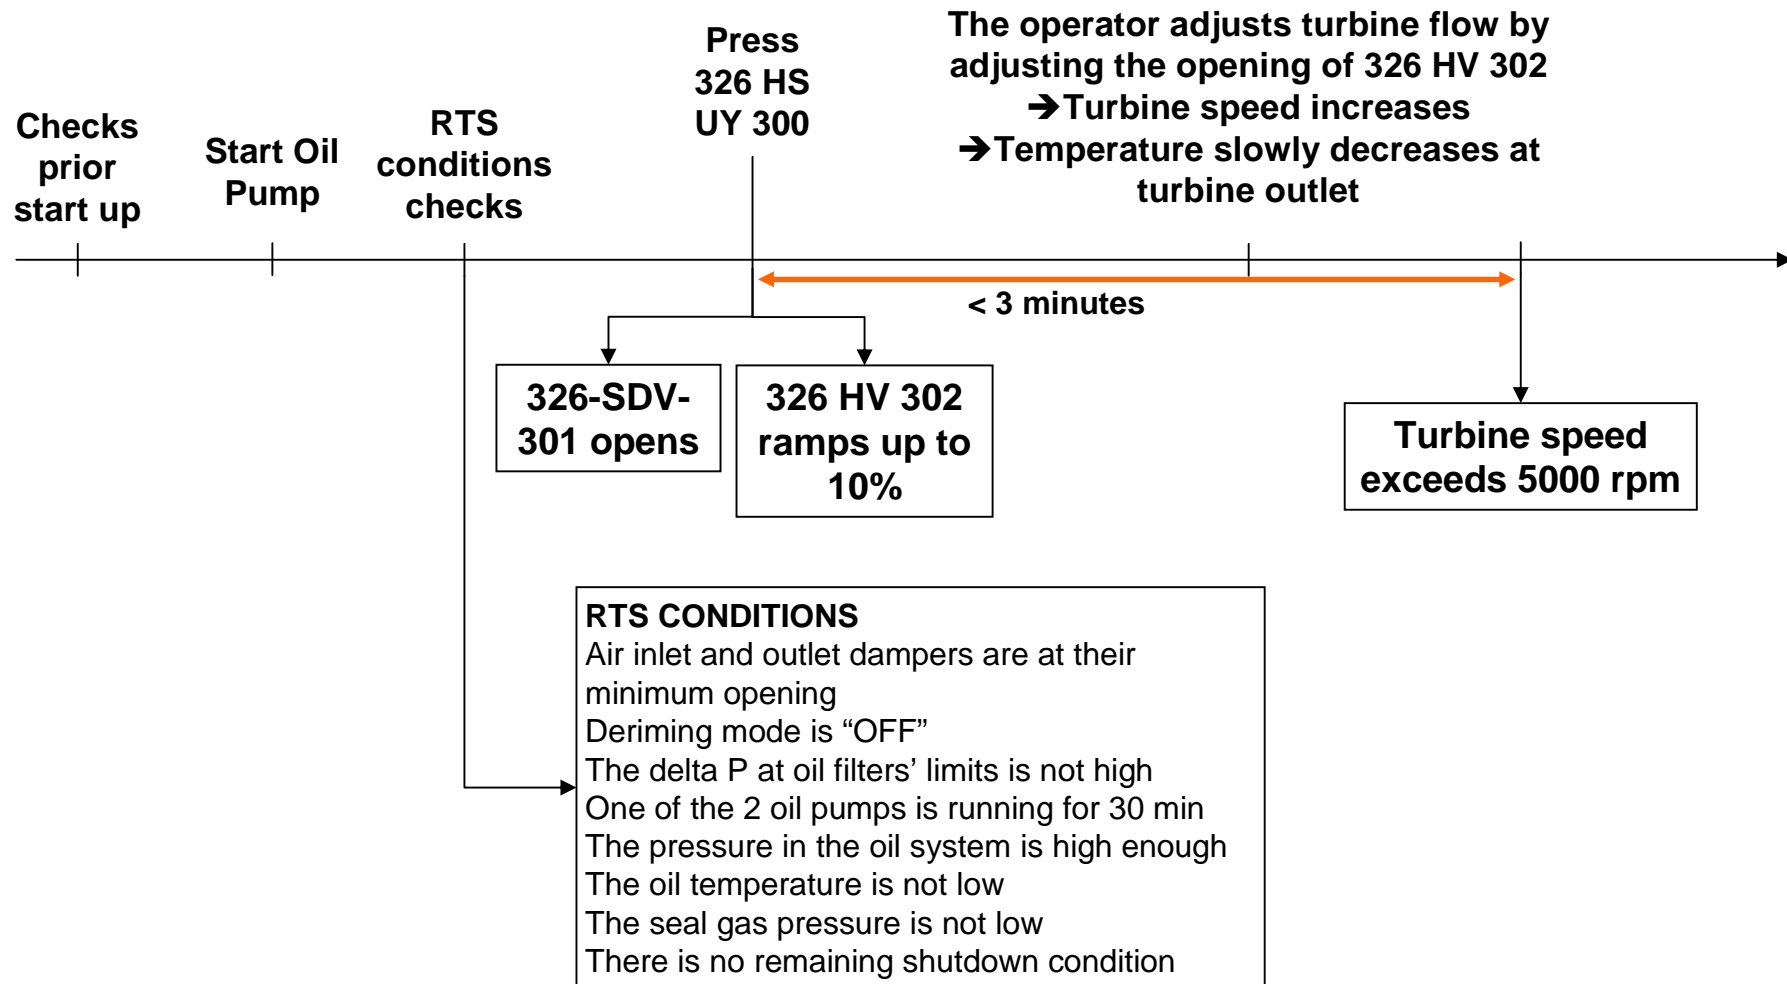 Checks
prior
start up
Start Oil
Pump
RTS
conditions
checks
Press
326 HS
UY 300
The operator adjusts turbine flow by
adjusting the opening of 326 HV 302
➔Turbine speed increases
➔Temperature slowly decreases at
turbine outlet
< 3 minutes
326-SDV-
301 opens
326 HV 302
ramps up to
10%
Turbine speed
exceeds 5000 rpm
RTS CONDITIONS
Air inlet and outlet dampers are at their
minimum opening
Deriming mode is “OFF”
The delta P at oil filters’ limits is not high
One of the 2 oil pumps is running for 30 min
The pressure in the oil system is high enough
The oil temperature is not low
The seal gas pressure is not low
There is no remaining shutdown condition